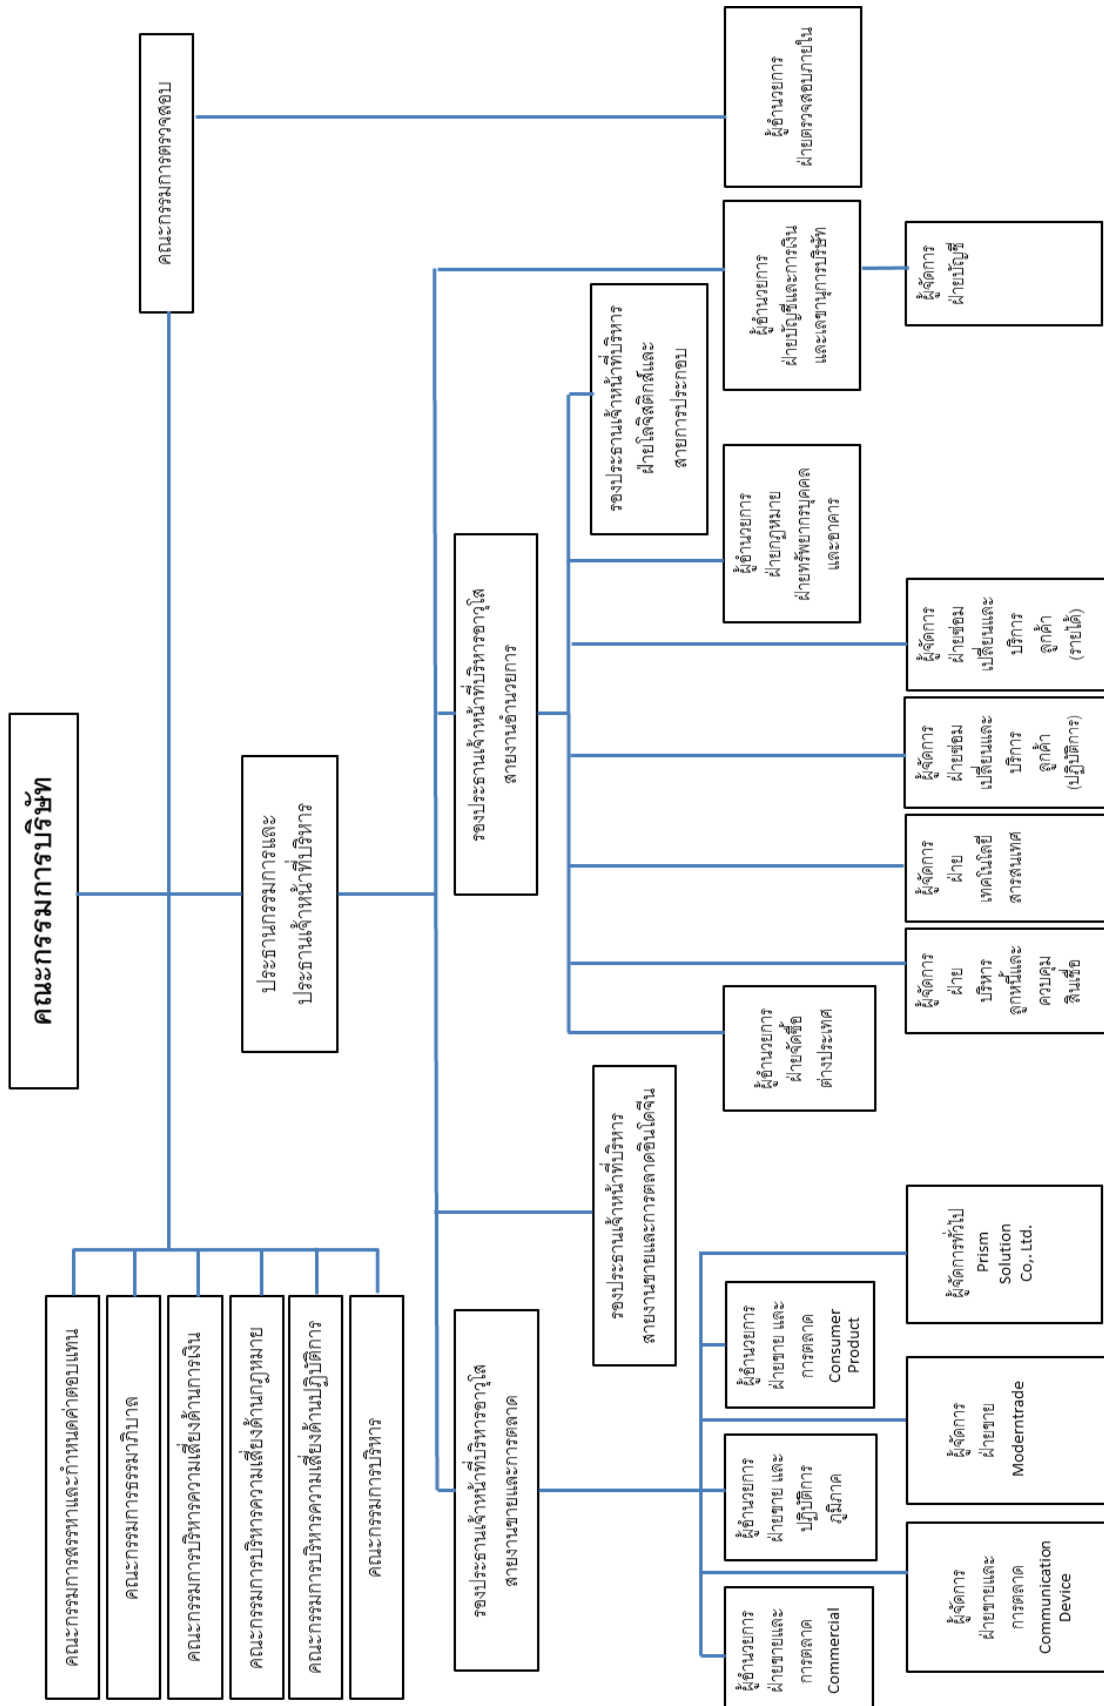 คณะกรรมการบริษัท
คณะกรรมการสรรหาและกำหนดค่าตอบแทน
คณะกรรมการธรรมาภิบาล
คณะกรรมการบริหารความเสี่ยงด้านการเงิน
คณะกรรมการบริหารความเสี่ยงด้านกฎหมาย
คณะกรรมการบริหารความเสี่ยงด้านปฏิบัติการ
คณะกรรมการบริหาร
คณะกรรมการตรวจสอบ
ประธานกรรมการและ
ประธานเจ้าหน้าที่บริหาร
รองประธานเจ้าหน้าที่บริหารอาวุโส
สายงานขายและการตลาด
รองประธานเจ้าหน้าที่บริหารอาวุโส
สายงานอำนวยการ
รองประธานเจ้าหน้าที่บริหาร
สายงานขายและการตลาดอินโดจีน
รองประธานเจ้าหน้าที่บริหาร
ฝ่ายโลจิสติกส์และ
สายการประกอบ
ผู้อำนวยการ
ฝ่ายขายและ
การตลาด
Commercial
ผู้อำนวยการ
ฝ่ายขาย และ
ปฏิบัติการ
ภูมิภาค
ผู้อำนวยการ
ฝ่ายขาย และ
การตลาด
Consumer
Product
ผู้อำนวยการ
ฝ่ายจัดซื้อ
ต่างประเทศ
ผู้อำนวยการ
ฝ่ายกฎหมาย
ฝ่ายทรัพยากรบุคคล
และอาคาร
ผู้อำนวยการ
ฝ่ายบัญชีและการเงิน
และเลขานุการบริษัท
ผู้อำนวยการ
ฝ่ายตรวจสอบภายใน
ผู้จัดการ
ฝ่ายขายและ
การตลาด
Communication
Device
ผู้จัดการ
ฝ่ายขาย
Moderntrade
ผู้จัดการทั่วไป
Prism
Solution
Co,. Ltd.
ผู้จัดการ
ฝ่าย
บริหาร
ลูกหนี้และ
ควบคุม
สินเชื่อ
ผู้จัดการ
ฝ่าย
เทคโนโลยี
สารสนเทศ
ผู้จัดการ
ฝ่ายซ่อม
เปลี่ยนและ
บริการ
ลูกค้า
(ปฏิบัติการ)
ผู้จัดการ
ฝ่ายซ่อม
เปลี่ยนและ
บริการ
ลูกค้า
(รายได้)
ผู้จัดการ
ฝ่ายบัญชี